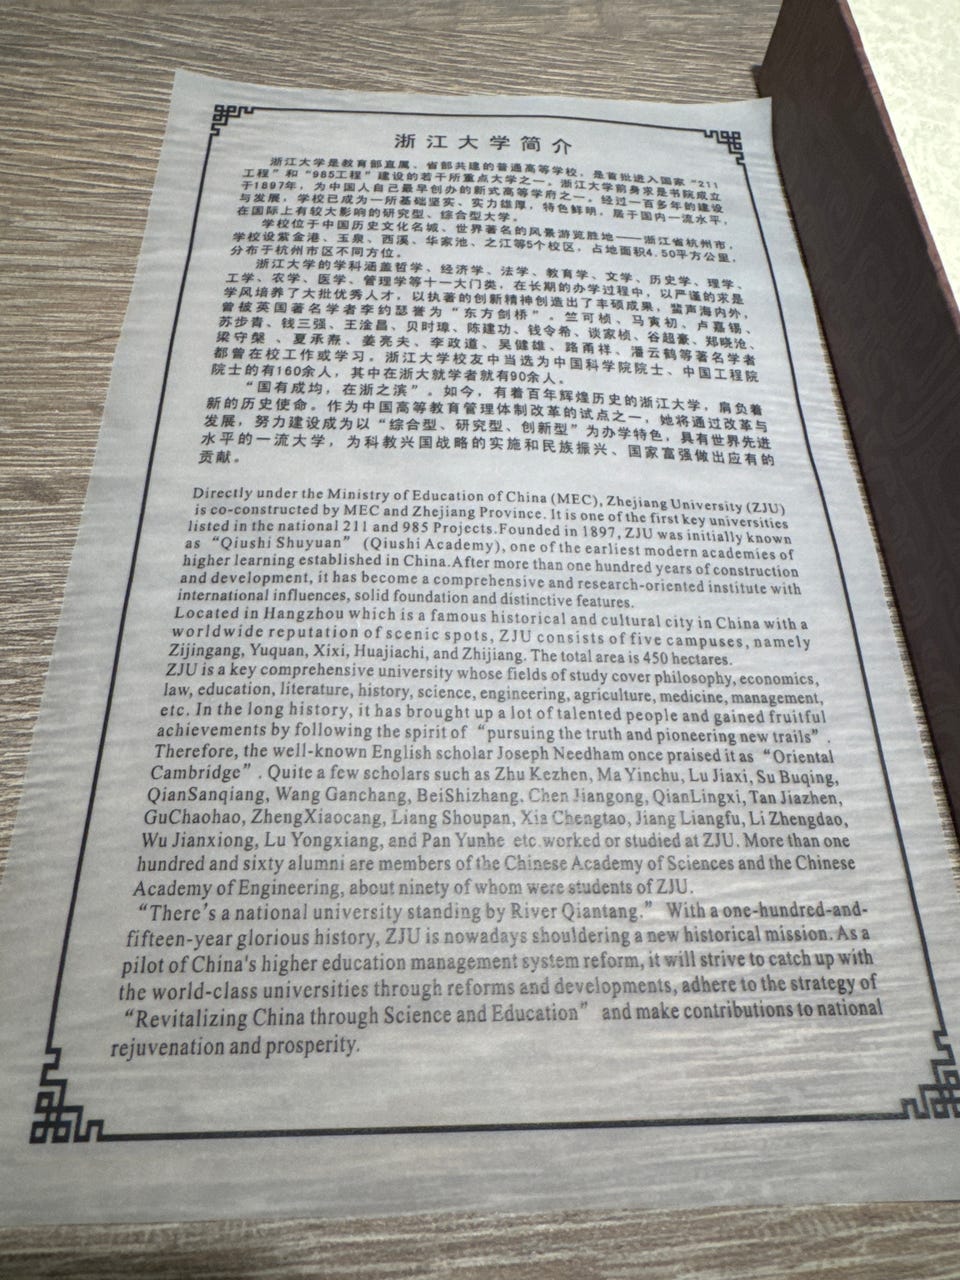 浙江大学简介
浙江大学是教育部直属、省部共建的普通高等学校，是首批进入国家“211
工程”和“985工程”建设的若干所重点大学之一。浙江大学前身求是书院成立
于1897年，为中国人自己最早创办的新式高等学府之一。经过一百多年的建设
与发展，学校已成为一所基础坚实、实力雄厚，特色鲜明，居于国内一流水平，
在国际上有较大影响的研究型、综合型大学。
学校位于中国历史文化名城、世界著名的风景游览胜地——浙江省杭州市，
学校设紫金港、玉泉、西溪、华家池、之江等5个校区，占地面积4.50平方公里，
分布于杭州市区不同方位。
浙江大学的学科涵盖哲学、经济学、法学、教育学、文学、历史学、理学、
工学、农学、医学、管理学等十一大门类，在长期的办学过程中，以严谨的求是
学风培养了大批优秀人才，以执著的创新精神创造出了丰硕成果，蜚声海内外，
曾被英国著名学者李约瑟誉为“东方剑桥”。竺可桢、马寅初、卢嘉锡、
苏步青、钱三强、王淦昌、贝时璋、陈建功、钱令希、谈家桢、谷超豪、郑晓沧、
梁守槃、夏承焘、姜亮夫、李政道、吴健雄、路甬祥、潘云鹤等著名学者
都曾在校工作或学习。浙江大学校友中当选为中国科学院院士、中国工程院
院士的有160余人，其中在浙大就学者就有90余人。
“国有成均，在浙之滨”。如今，有着百年辉煌历史的浙江大学，肩负着
新的历史使命。作为中国高等教育管理体制改革的试点之一，她将通过改革与
发展，努力建设成为以“综合型、研究型、创新型”为办学特色，具有世界先进
水平的一流大学，为科教兴国战略的实施和民族振兴、国家富强做出应有的
贡献。
Directly under the Ministry of Education of China (MEC), Zhejiang University (ZJU)
is co-constructed by MEC and Zhejiang Province. It is one of the first key universities
listed in the national 211 and 985 Projects.Founded in 1897, ZJU was initially known
as “Qiushi Shuyuan” (Qiushi Academy), one of the earliest modern academies of
higher learning established in China.After more than one hundred years of construction
and development, it has become a comprehensive and research-oriented institute with
international influences, solid foundation and distinctive features.
Located in Hangzhou which is a famous historical and cultural city in China with a
worldwide reputation of scenic spots, ZJU consists of five campuses, namely
Zijingang, Yuquan, Xixi, Huajiachi, and Zhijiang. The total area is 450 hectares.
ZJU is a key comprehensive university whose fields of study cover philosophy, economics,
law, education, literature, history, science, engineering, agriculture, medicine, management,
etc. In the long history, it has brought up a lot of talented people and gained fruitful
achievements by following the spirit of “pursuing the truth and pioneering new trails”.
Therefore, the well-known English scholar Joseph Needham once praised it as “Oriental
Cambridge”. Quite a few scholars such as Zhu Kezhen, Ma Yinchu, Lu Jiaxi, Su Buqing,
QianSanqiang, Wang Ganchang, BeiShizhang, Chen Jiangong, QianLingxi, Tan Jiazhen,
GuChaohao, ZhengXiaocang, Liang Shoupan, Xia Chengtao, Jiang Liangfu, Li Zhengdao,
Wu Jianxiong, Lu Yongxiang, and Pan Yunhe etc.worked or studied at ZJU. More than one
hundred and sixty alumni are members of the Chinese Academy of Sciences and the Chinese
Academy of Engineering, about ninety of whom were students of ZJU.
“There's a national university standing by River Qiantang.” With a one-hundred-and-
fifteen-year glorious history, ZJU is nowadays shouldering a new historical mission. As a
pilot of China's higher education management system reform, it will strive to catch up with
the world-class universities through reforms and developments, adhere to the strategy of
“Revitalizing China through Science and Education” and make contributions to national
rejuvenation and prosperity.